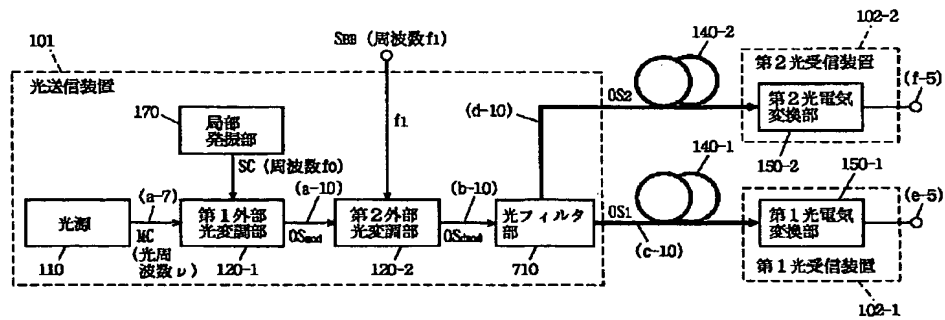 101
光送信装置
SBB (周波数f1)
f1
170
局部
発振部
SC (周波数f0)
(a-7)
(a-10)
(b-10)
(d-10)
光源
110
MC
(光周
波数ν)
第1外部
光変調部
120-1
OSmod
第2外部
光変調部
120-2
OSdmod
光フィルタ
部
710
OS2
140-2
102-2
第2光受信装置
第2光電気
変換部
150-2
(f-5)
OS1
140-1
(c-10)
150-1
第1光電気
変換部
(e-5)
第1光受信装置
102-1